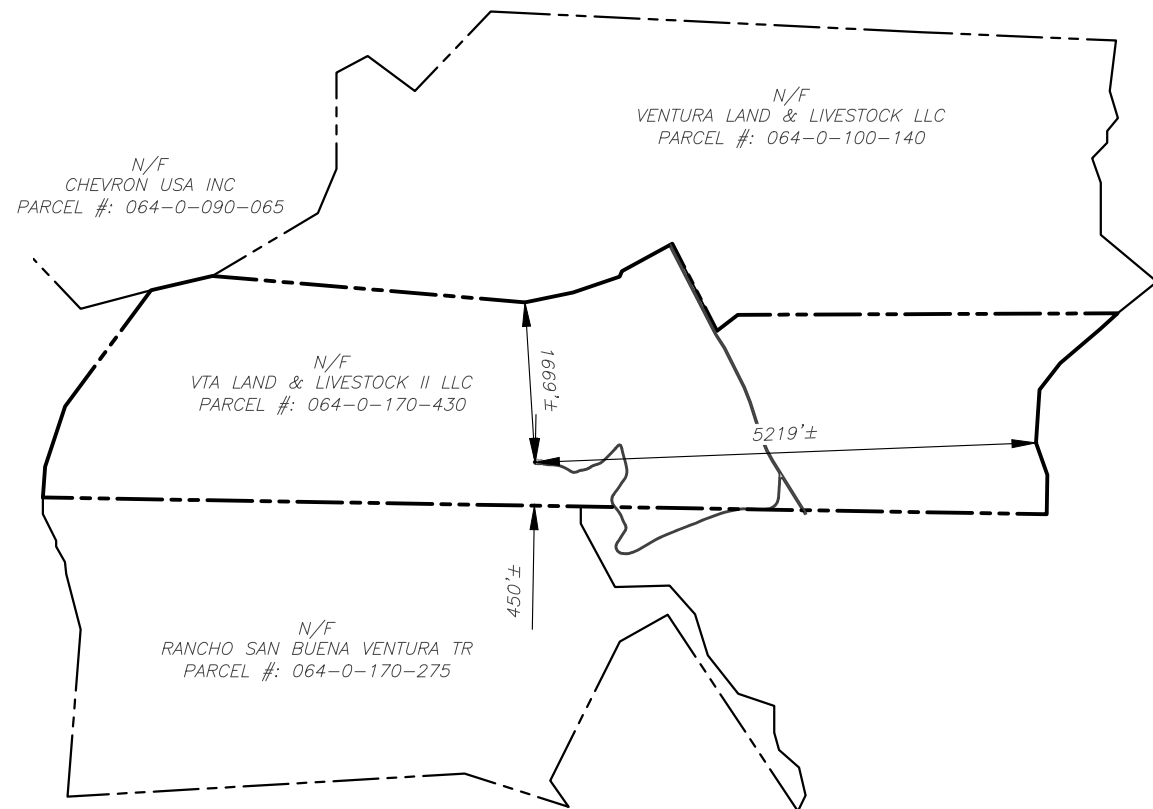 N/F
VENTURA LAND & LIVESTOCK LLC
PARCEL #: 064-0-100-140
N/F
CHEVRON USA INC
PARCEL #: 064-0-090-065
N/F
VTA LAND & LIVESTOCK II LLC
PARCEL #: 064-0-170-430
1669'±
5219'±
450'±
N/F
RANCHO SAN BUENA VENTURA TR
PARCEL #: 064-0-170-275